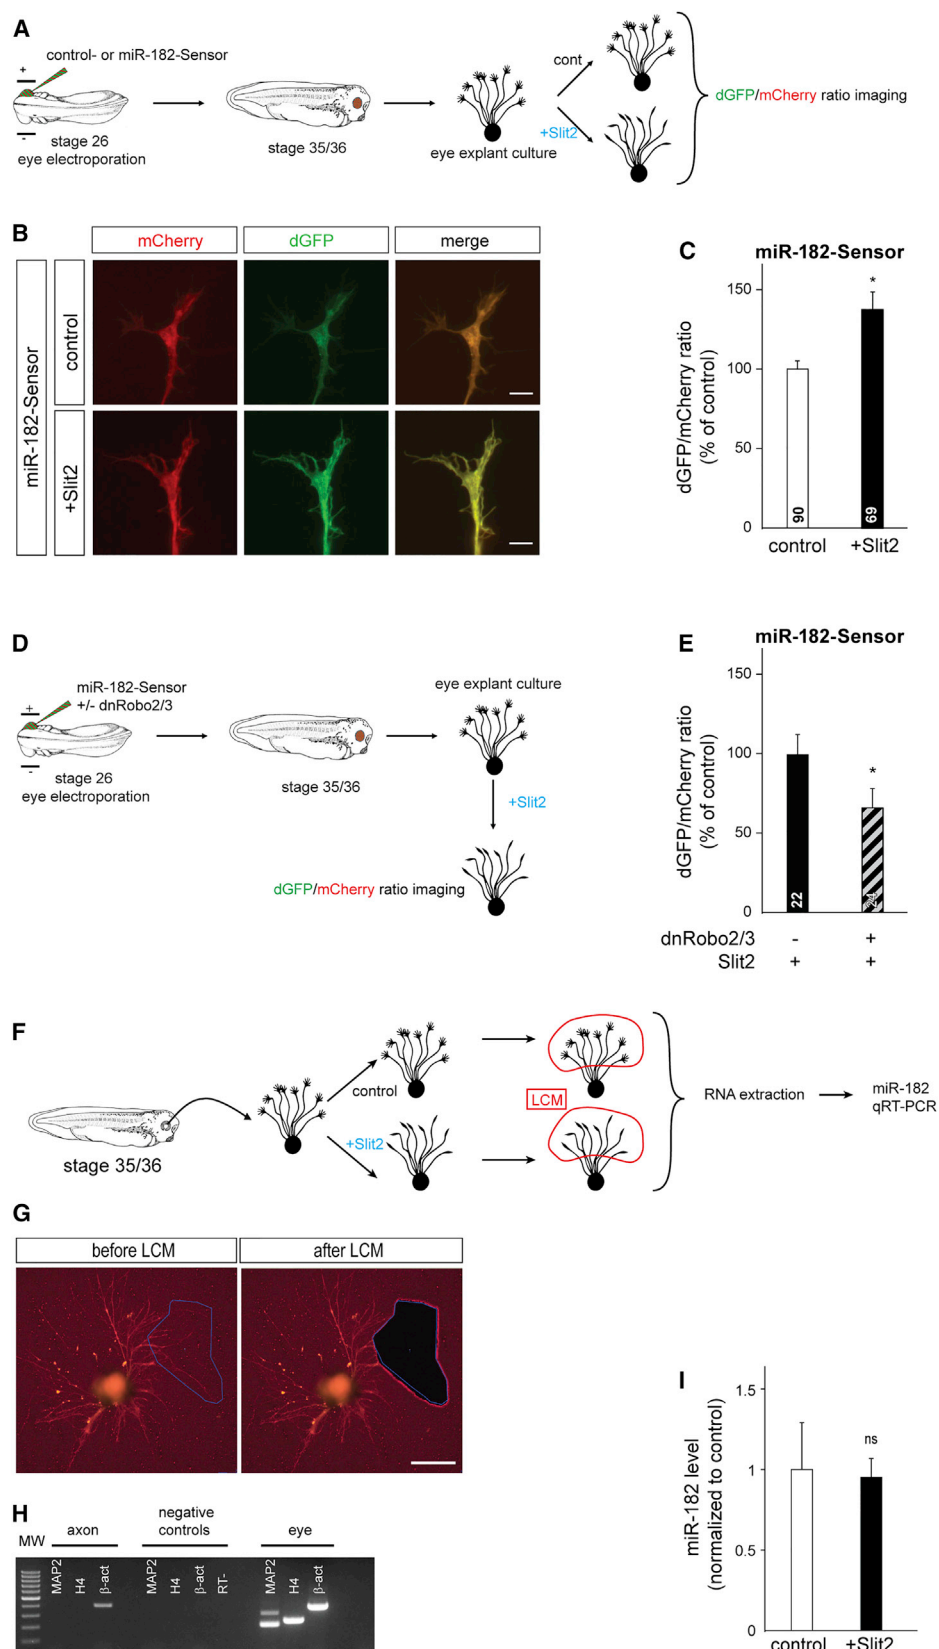 A
control- or miR-182-Sensor
+
-
stage 26
eye electroporation
stage 35/36
eye explant culture
cont
+Slit2
dGFP/mCherry ratio imaging
B
mCherry
dGFP
merge
miR-182-Sensor
control
+Slit2
C
miR-182-Sensor
dGFP/mCherry ratio
(% of control)
150
100
50
0
*
90
69
control
+Slit2
D
miR-182-Sensor
+/- dnRobo2/3
+
-
stage 26
eye electroporation
stage 35/36
eye explant culture
+Slit2
dGFP/mCherry ratio imaging
E
miR-182-Sensor
dGFP/mCherry ratio
(% of control)
150
100
50
0
*
22
24
dnRobo2/3 - +
Slit2 + +
F
stage 35/36
control
+Slit2
LCM
RNA extraction
miR-182
qRT-PCR
G
before LCM
after LCM
H
MW
axon
negative
controls
eye
MAP2
H4
β-act
MAP2
H4
β-act
RT-
MAP2
H4
β-act
I
miR-182 level
(normalized to control)
1.5
1
0.5
0
ns
control
+Slit2